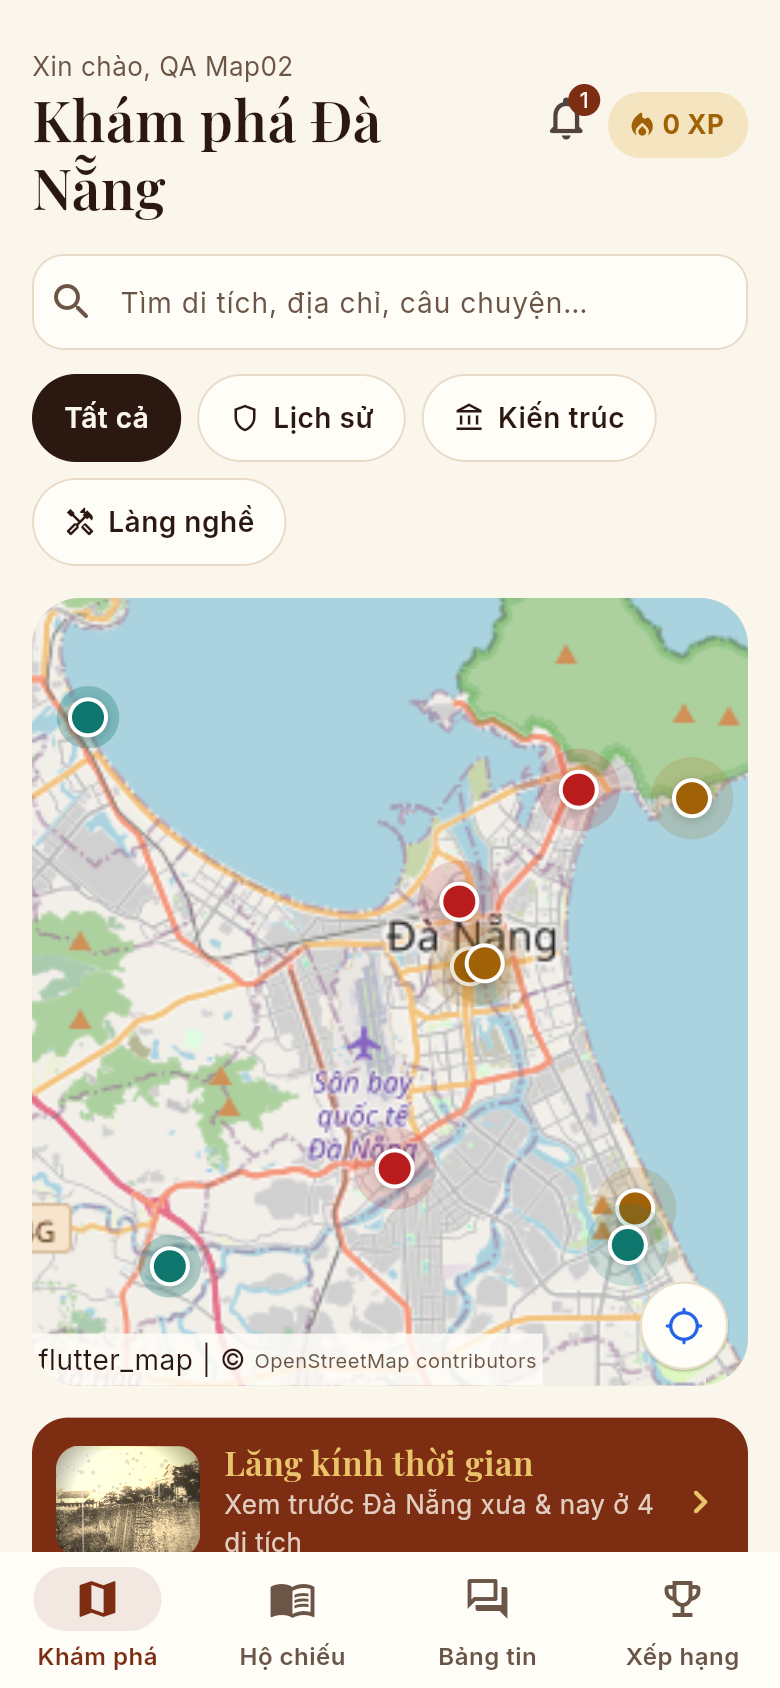 Xin chào, QA Map02
Khám phá Đà
Nẵng
1
0 XP
Tìm di tích, địa chỉ, câu chuyện...
Tất cả
Lịch sử
Kiến trúc
Làng nghề
Đà Nẵng
Sân bay
quốc tế
Đà Nẵng
flutter_map | © OpenStreetMap contributors
Lăng kính thời gian
Xem trước Đà Nẵng xưa & nay ở 4
di tích
Khám phá
Hộ chiếu
Bảng tin
Xếp hạng